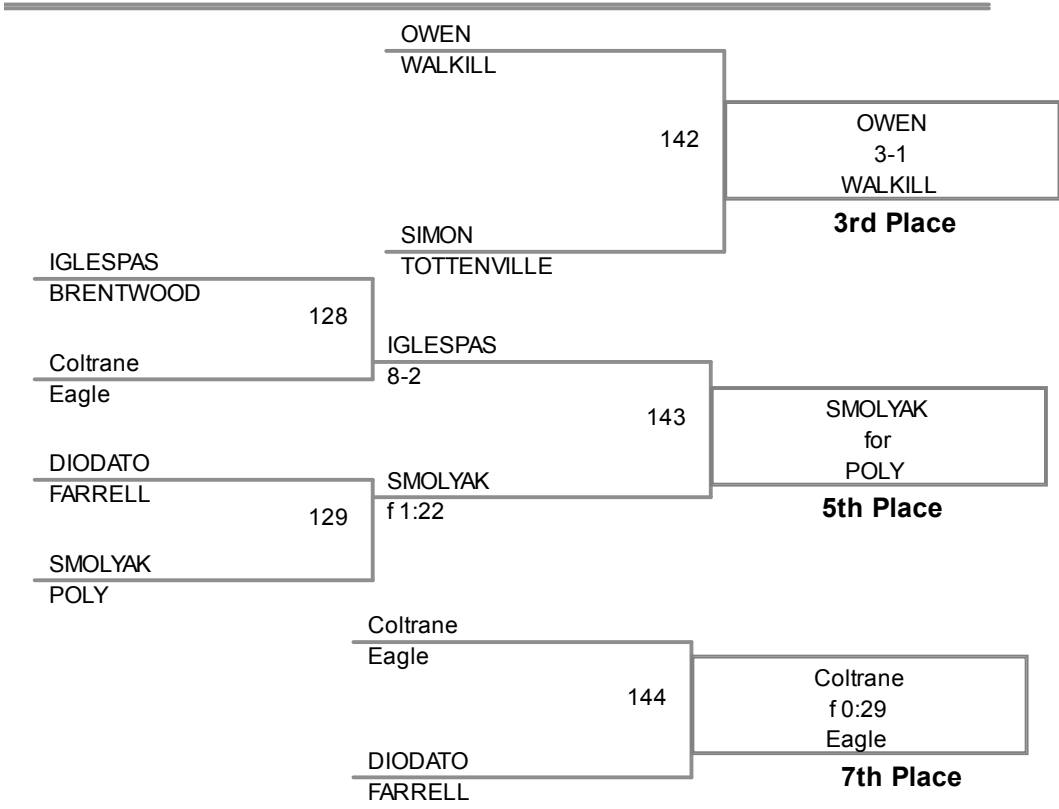 OWEN
WALKILL
142
OWEN
3-1
WALKILL
3rd Place
SIMON
TOTTENVILLE
IGLESPAS
BRENTWOOD
128
Coltrane
Eagle
IGLESPAS
8-2
143
SMOLYAK
for
POLY
5th Place
DIODATO
FARRELL
129
SMOLYAK
f 1:22
SMOLYAK
POLY
Coltrane
Eagle
144
Coltrane
f 0:29
Eagle
7th Place
DIODATO
FARRELL